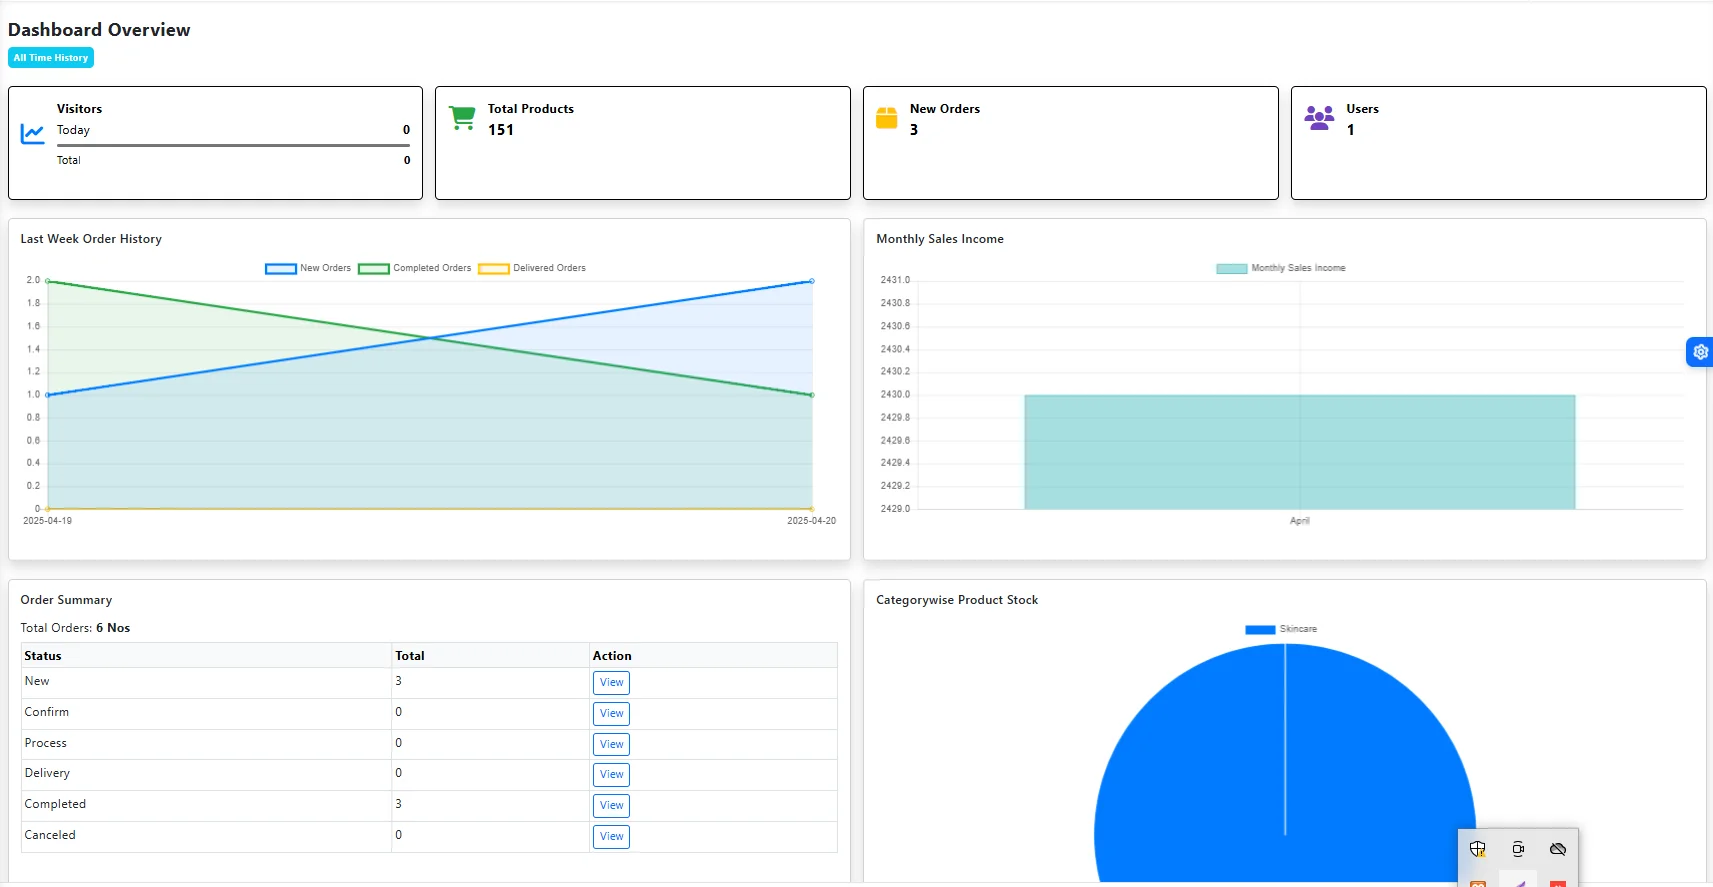 Dashboard Overview
All Time History
Visitors
Today 0
Total 0
Total Products
151
New Orders
3
Users
1
Last Week Order History
New Orders Completed Orders Delivered Orders
2.0
1.8
1.6
1.4
1.2
1.0
0.8
0.6
0.4
0.2
0
2025-04-19 2025-04-20
Monthly Sales Income
Monthly Sales Income
2431.0
2430.8
2430.6
2430.4
2430.2
2430.0
2429.8
2429.6
2429.4
2429.2
2429.0
April
Order Summary
Total Orders: 6 Nos
Status Total Action
New 3 View
Confirm 0 View
Process 0 View
Delivery 0 View
Completed 3 View
Canceled 0 View
Categorywise Product Stock
Skincare